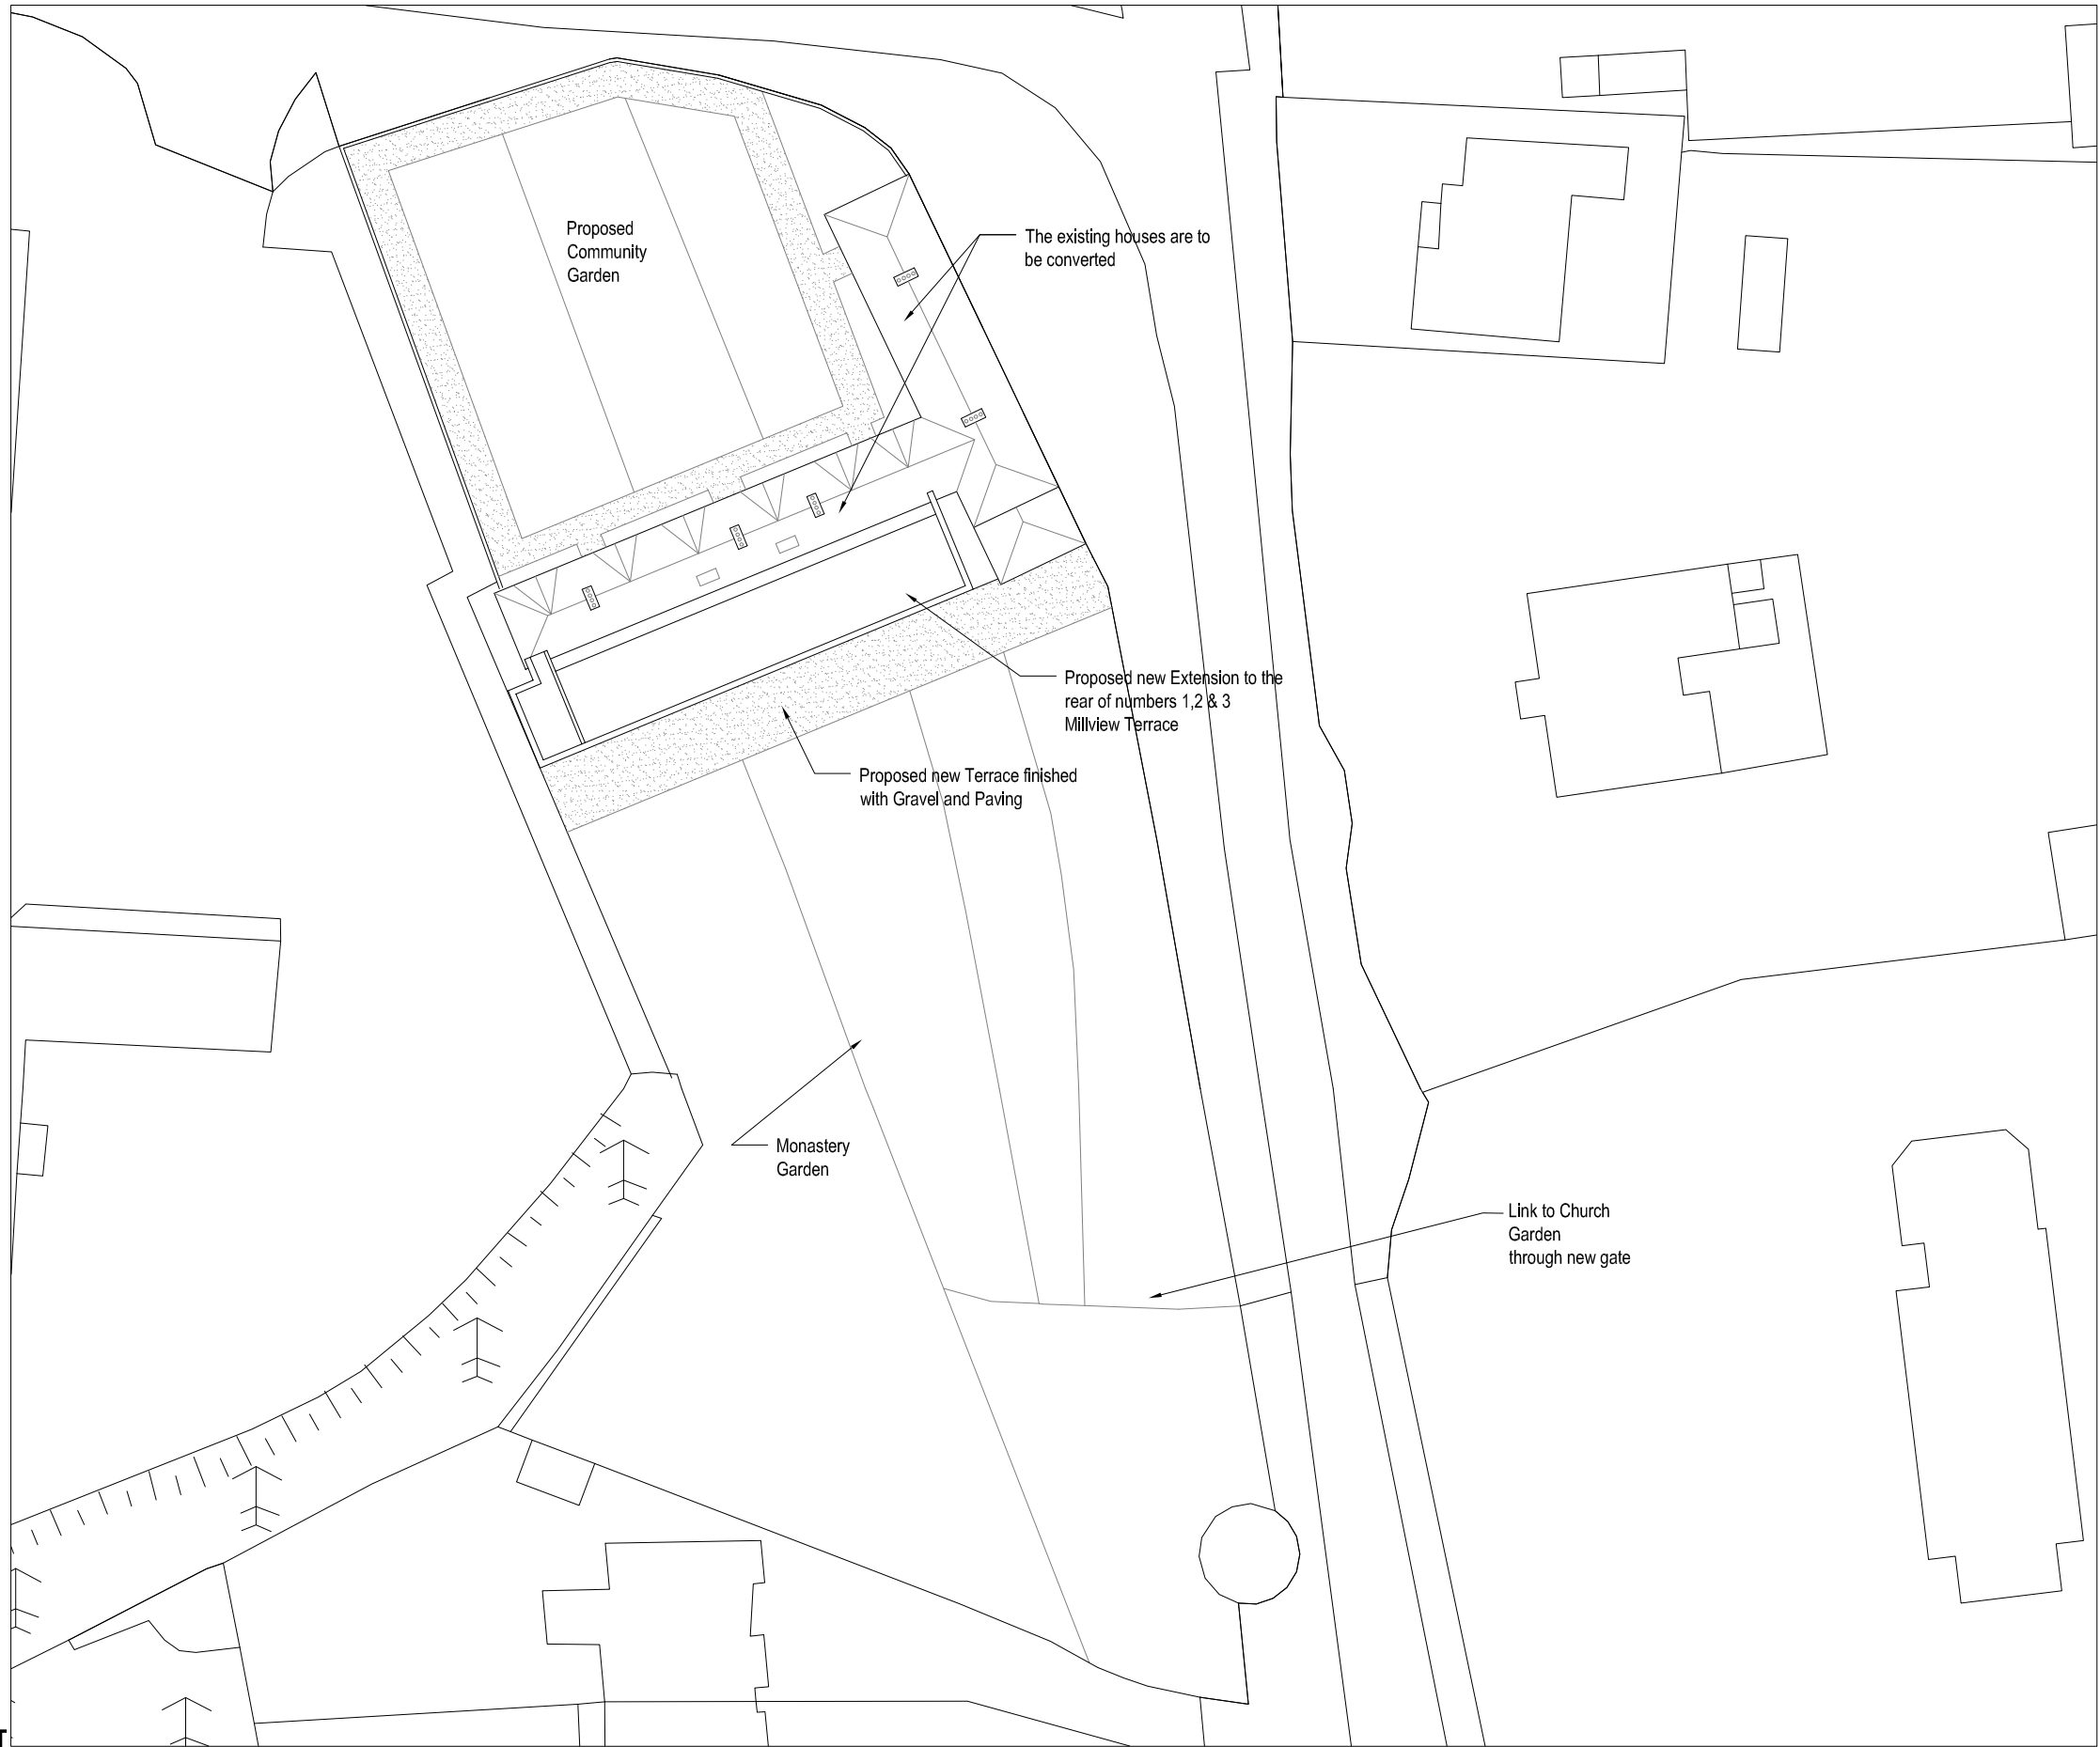 Proposed
Community
Garden
The existing houses are to
be converted
Proposed new Extension to the
rear of numbers 1,2 & 3
Millview Terrace
Proposed new Terrace finished
with Gravel and Paving
Monastery
Garden
Link to Church
Garden
through new gate
T